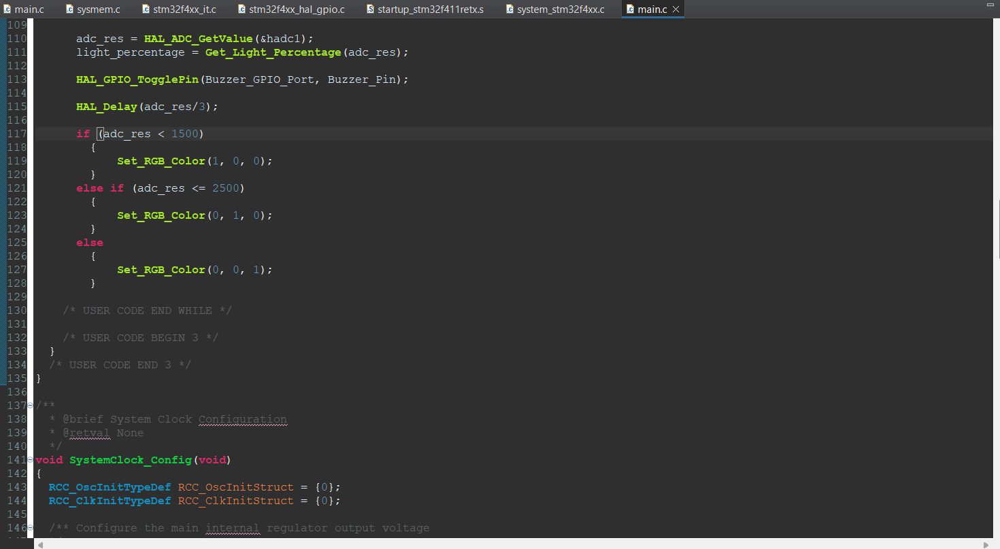 main.c sysmem.c stm32f4xx_it.c stm32f4xx_hal_gpio.c startup_stm32f411retx.s system_stm32f4xx.c main.c
109
110 adc_res = HAL_ADC_GetValue(&hadc1);
111 light_percentage = Get_Light_Percentage(adc_res);
112
113 HAL_GPIO_TogglePin(Buzzer_GPIO_Port, Buzzer_Pin);
114
115 HAL_Delay(adc_res/3);
116
117 if (adc_res < 1500)
118 {
119 Set_RGB_Color(1, 0, 0);
120 }
121 else if (adc_res <= 2500)
122 {
123 Set_RGB_Color(0, 1, 0);
124 }
125 else
126 {
127 Set_RGB_Color(0, 0, 1);
128 }
129
130 /* USER CODE END WHILE */
131
132 /* USER CODE BEGIN 3 */
133 }
134 /* USER CODE END 3 */
135 }
136
137 /**
138 * @brief System Clock Configuration
139 * @retval None
140 */
141 void SystemClock_Config(void)
142 {
143 RCC_OscInitTypeDef RCC_OscInitStruct = {0};
144 RCC_ClkInitTypeDef RCC_ClkInitStruct = {0};
145
146 /** Configure the main internal regulator output voltage